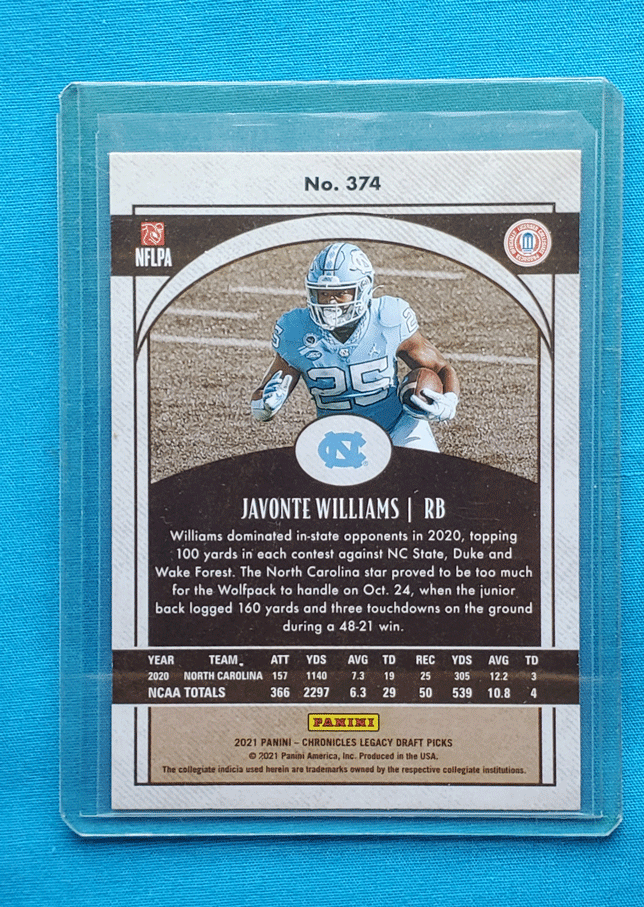 No. 374
NFLPA
25
NC
JAVONTE WILLIAMS | RB
Williams dominated in-state opponents in 2020, topping
100 yards in each contest against NC State, Duke and
Wake Forest. The North Carolina star proved to be too much
for the Wolfpack to handle on Oct. 24, when the junior
back logged 160 yards and three touchdowns on the ground
during a 48-21 win.
YEAR TEAM ATT YDS AVG TD REC YDS AVG TD
2020 NORTH CAROLINA 157 1140 7.3 19 25 305 12.2 3
NCAA TOTALS 366 2297 6.3 29 50 539 10.8 4
PANINI
2021 PANINI – CHRONICLES LEGACY DRAFT PICKS
© 2021 Panini America, Inc. Produced in the USA.
The collegiate indicia used herein are trademarks owned by the respective collegiate institutions.